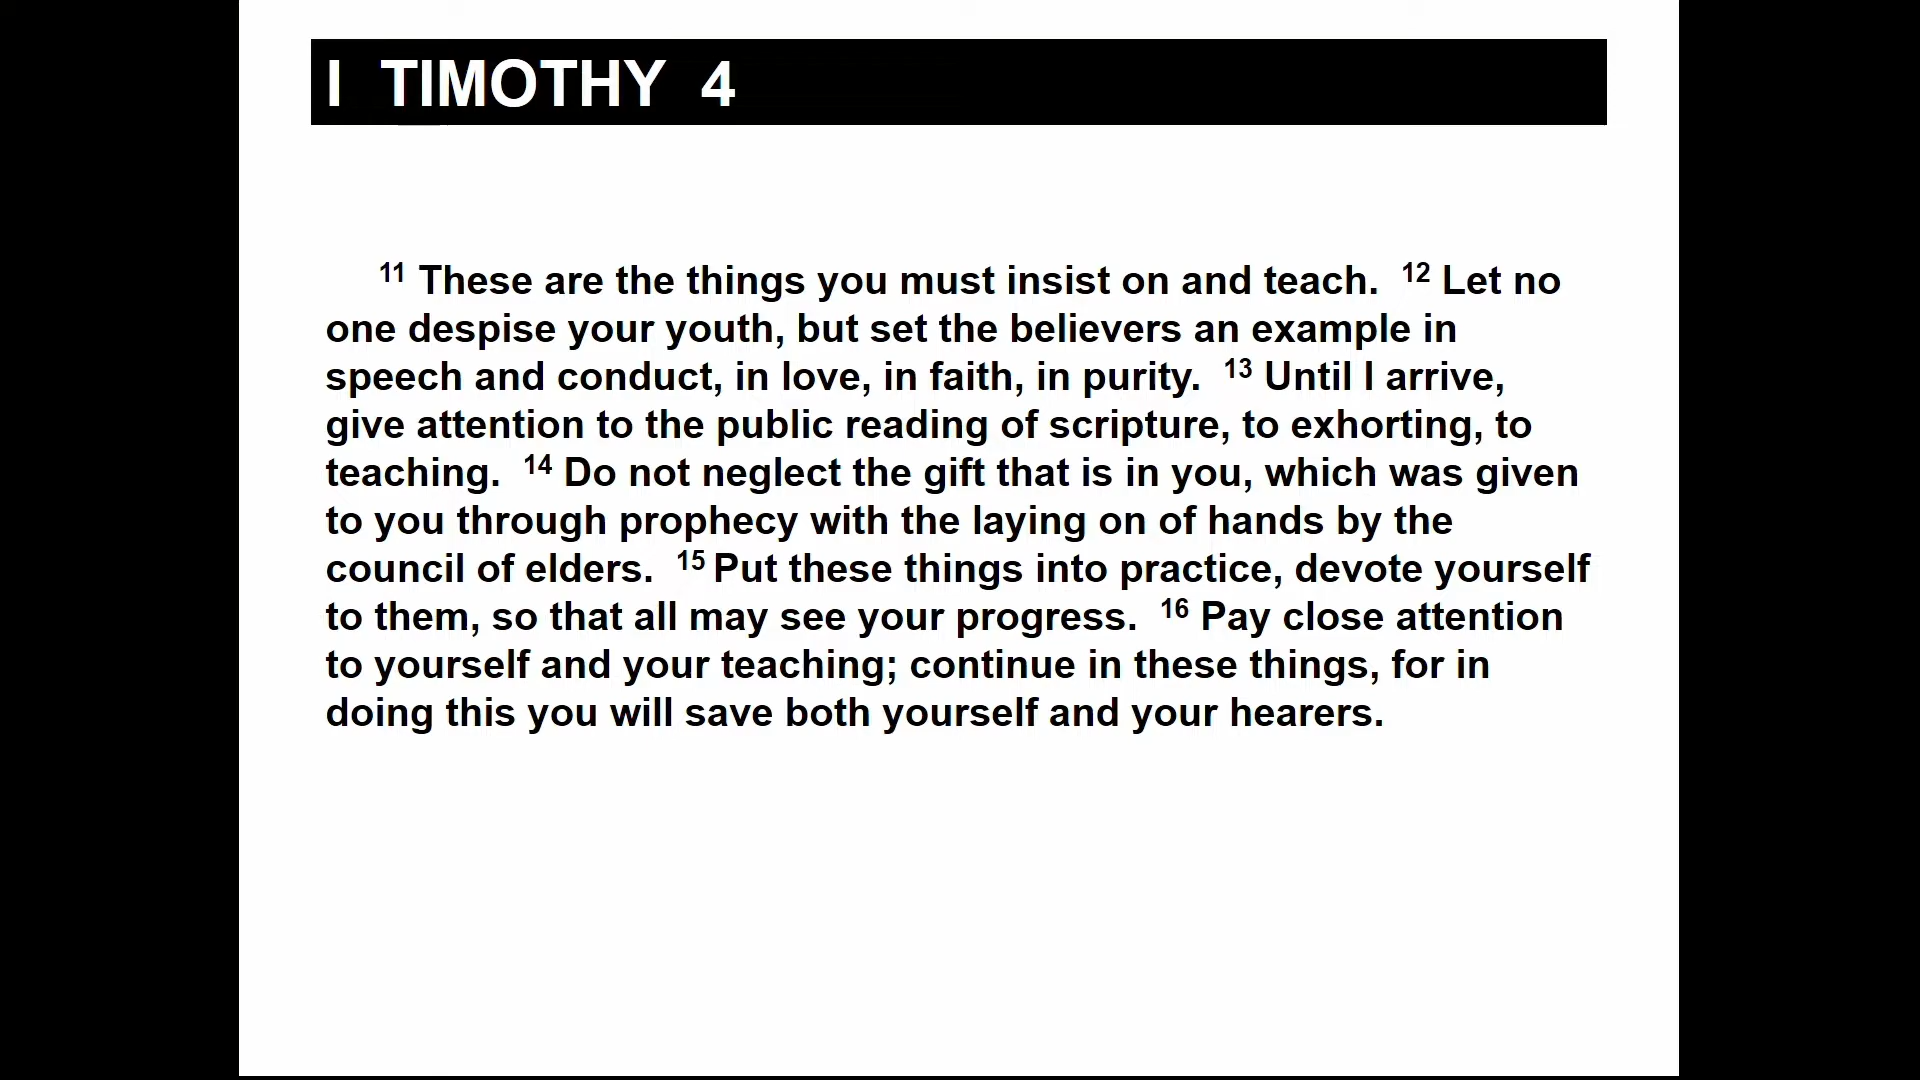 I TIMOTHY 4
11 These are the things you must insist on and teach. 12 Let no
one despise your youth, but set the believers an example in
speech and conduct, in love, in faith, in purity. 13 Until I arrive,
give attention to the public reading of scripture, to exhorting, to
teaching. 14 Do not neglect the gift that is in you, which was given
to you through prophecy with the laying on of hands by the
council of elders. 15 Put these things into practice, devote yourself
to them, so that all may see your progress. 16 Pay close attention
to yourself and your teaching; continue in these things, for in
doing this you will save both yourself and your hearers.